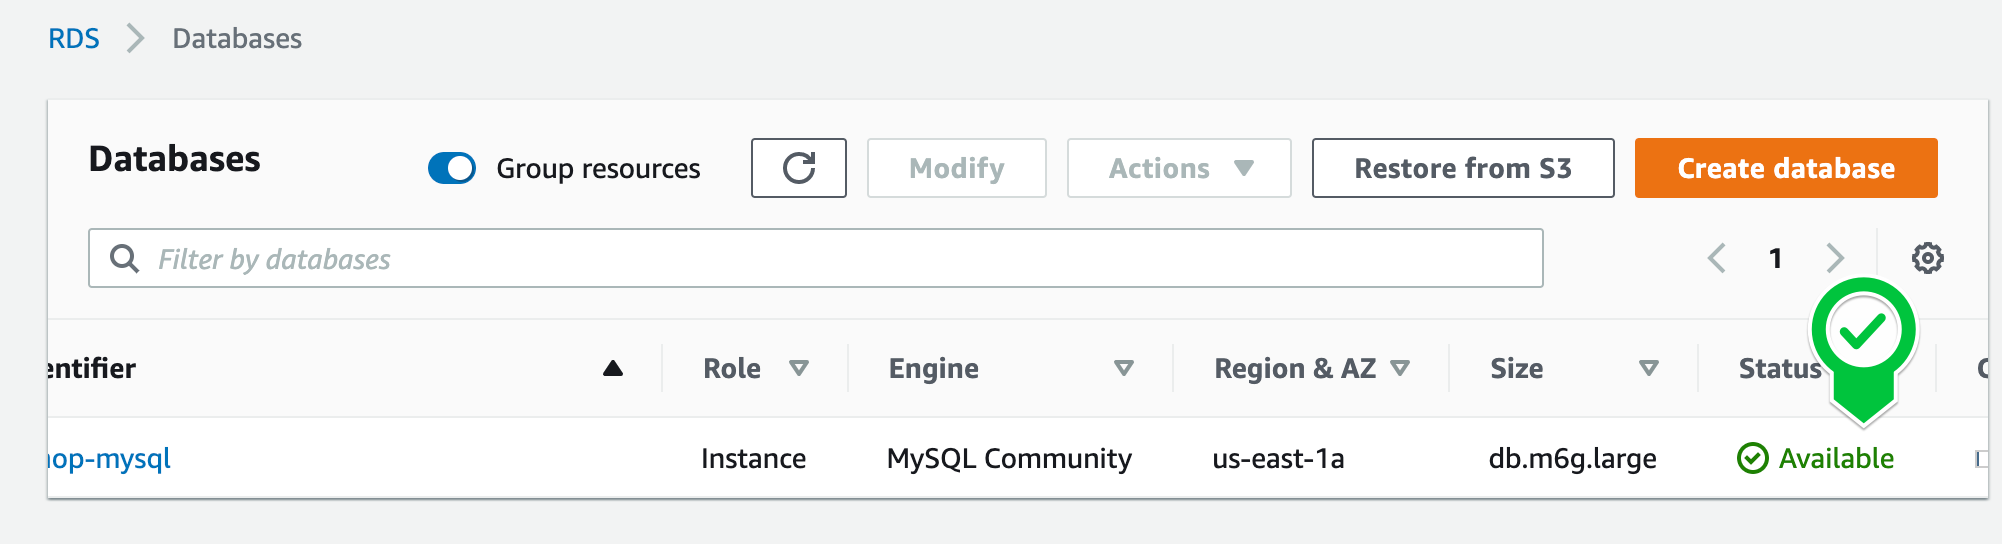 RDS > Databases
Databases Group resources Modify Actions Restore from S3 Create database
Filter by databases 1
entifier Role Engine Region & AZ Size Status
op-mysql Instance MySQL Community us-east-1a db.m6g.large Available